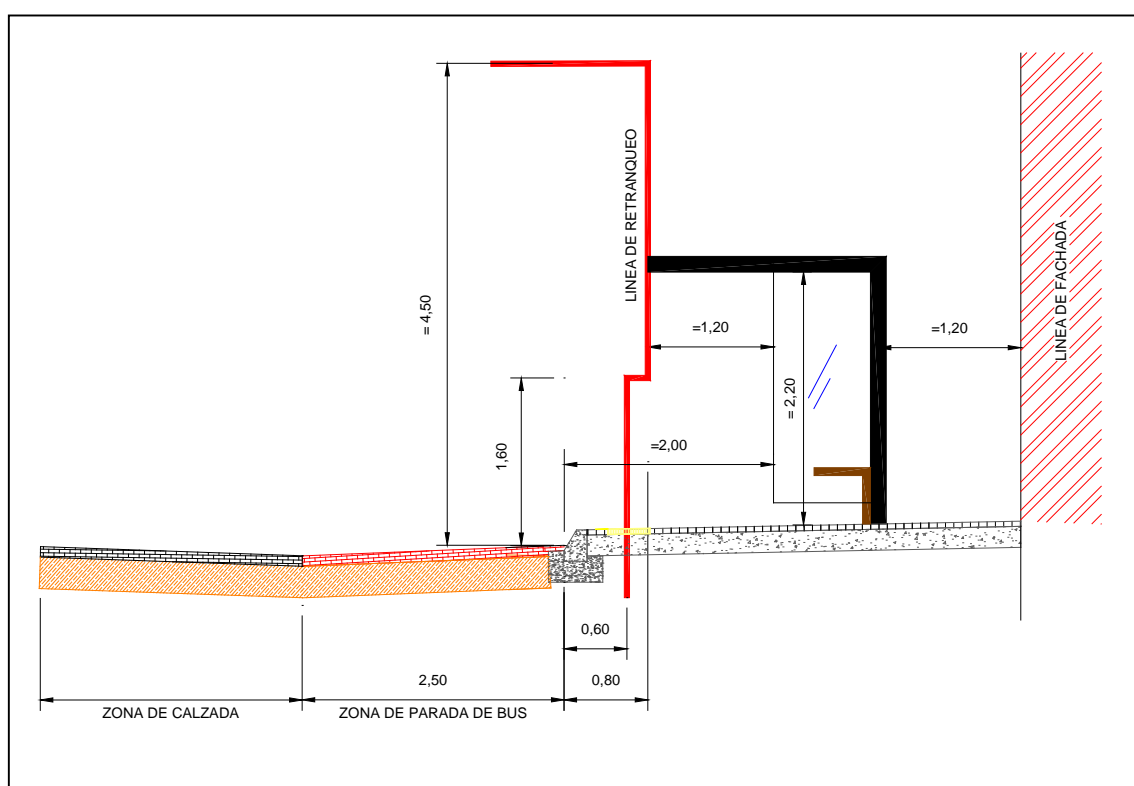 = 4,50
LINEA DE RETRANQUEO
LINEA DE FACHADA
=1,20
=1,20
= 2,20
1,60
=2,00
0,60
2,50
0,80
ZONA DE CALZADA
ZONA DE PARADA DE BUS